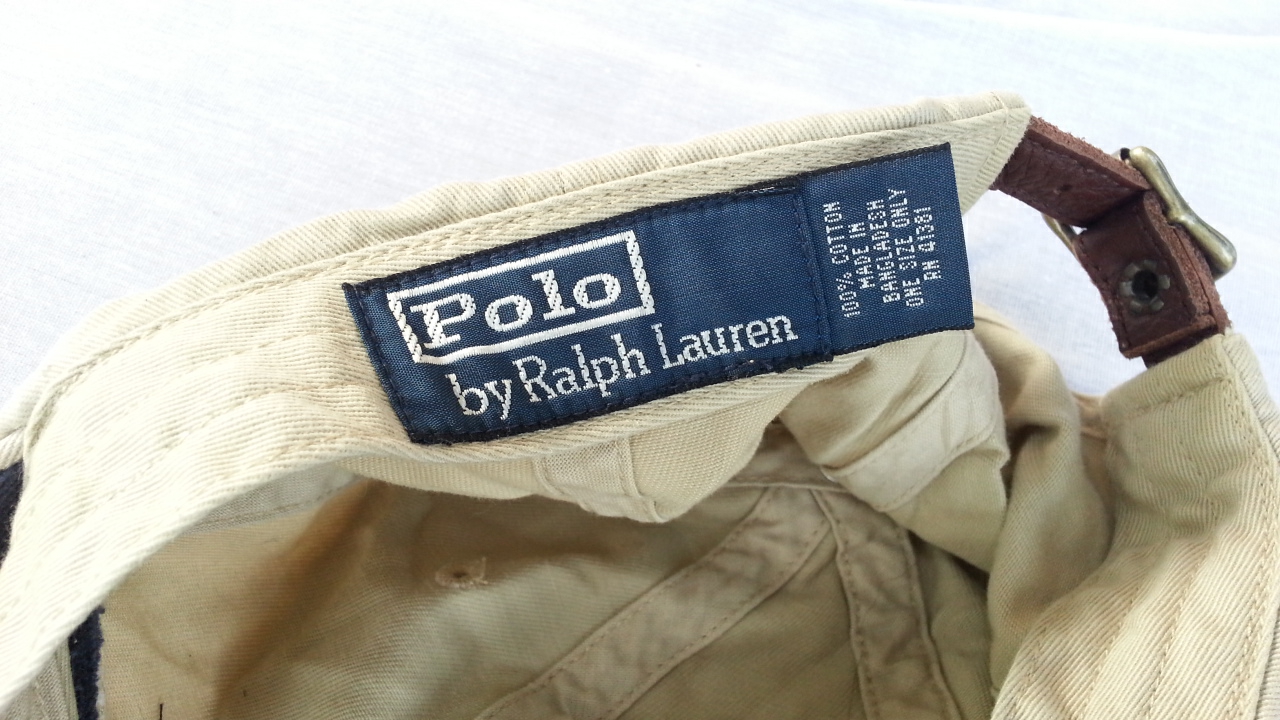 Polo
by Ralph Lauren
100% COTTON
MADE IN
BANGLADESH
ONE SIZE ONLY
RN 41381